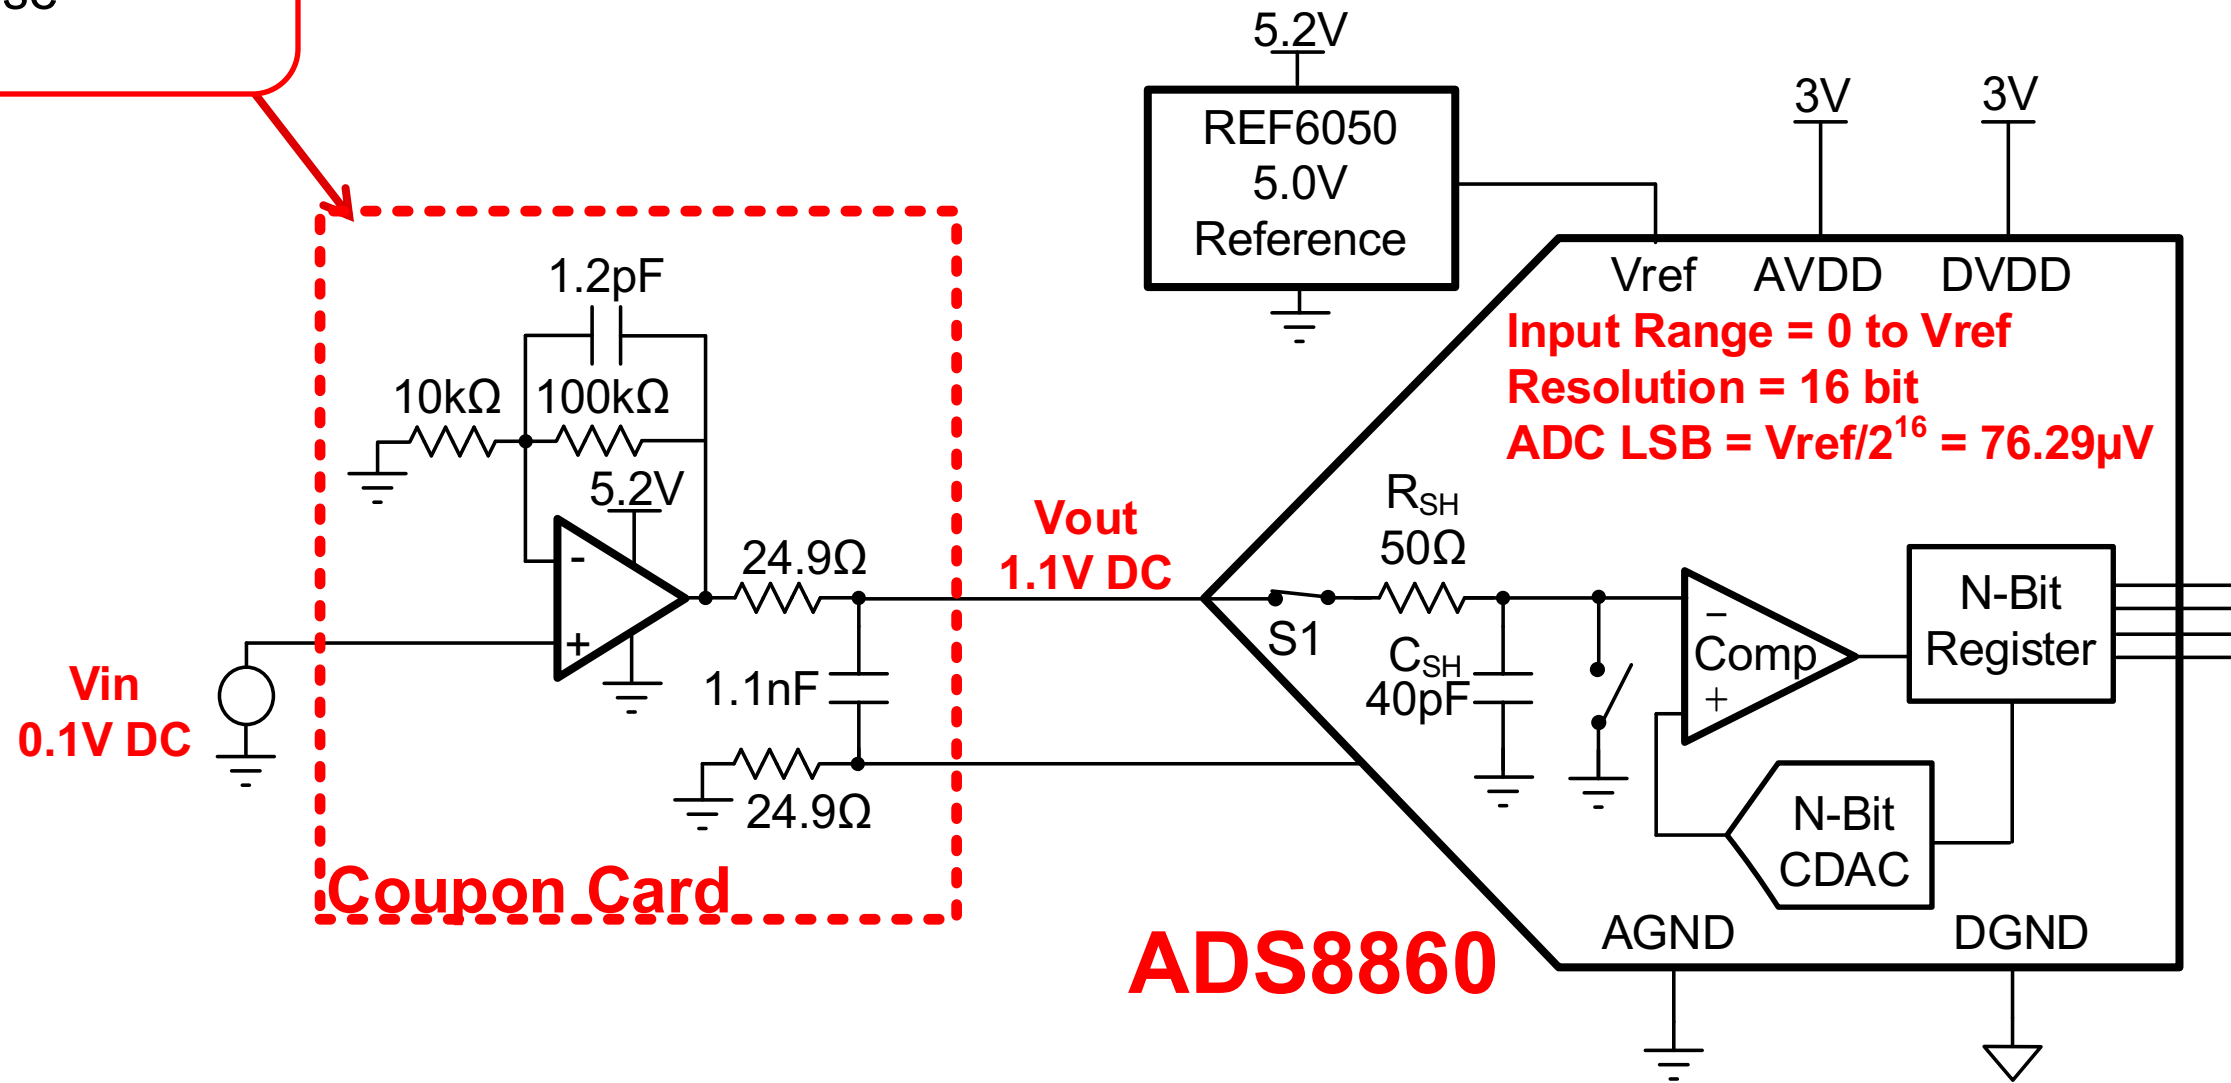 5.2V
REF6050
5.0V
Reference
3V
3V
Vref
AVDD
DVDD
Input Range = 0 to Vref
Resolution = 16 bit
ADC LSB = Vref/2^16 = 76.29µV
1.2pF
10kΩ
100kΩ
5.2V
-
+
24.9Ω
1.1nF
24.9Ω
Vin
0.1V DC
Coupon Card
Vout
1.1V DC
S1
RSH
50Ω
CSH
40pF
−
Comp
+
N-Bit
Register
N-Bit
CDAC
AGND
DGND
ADS8860